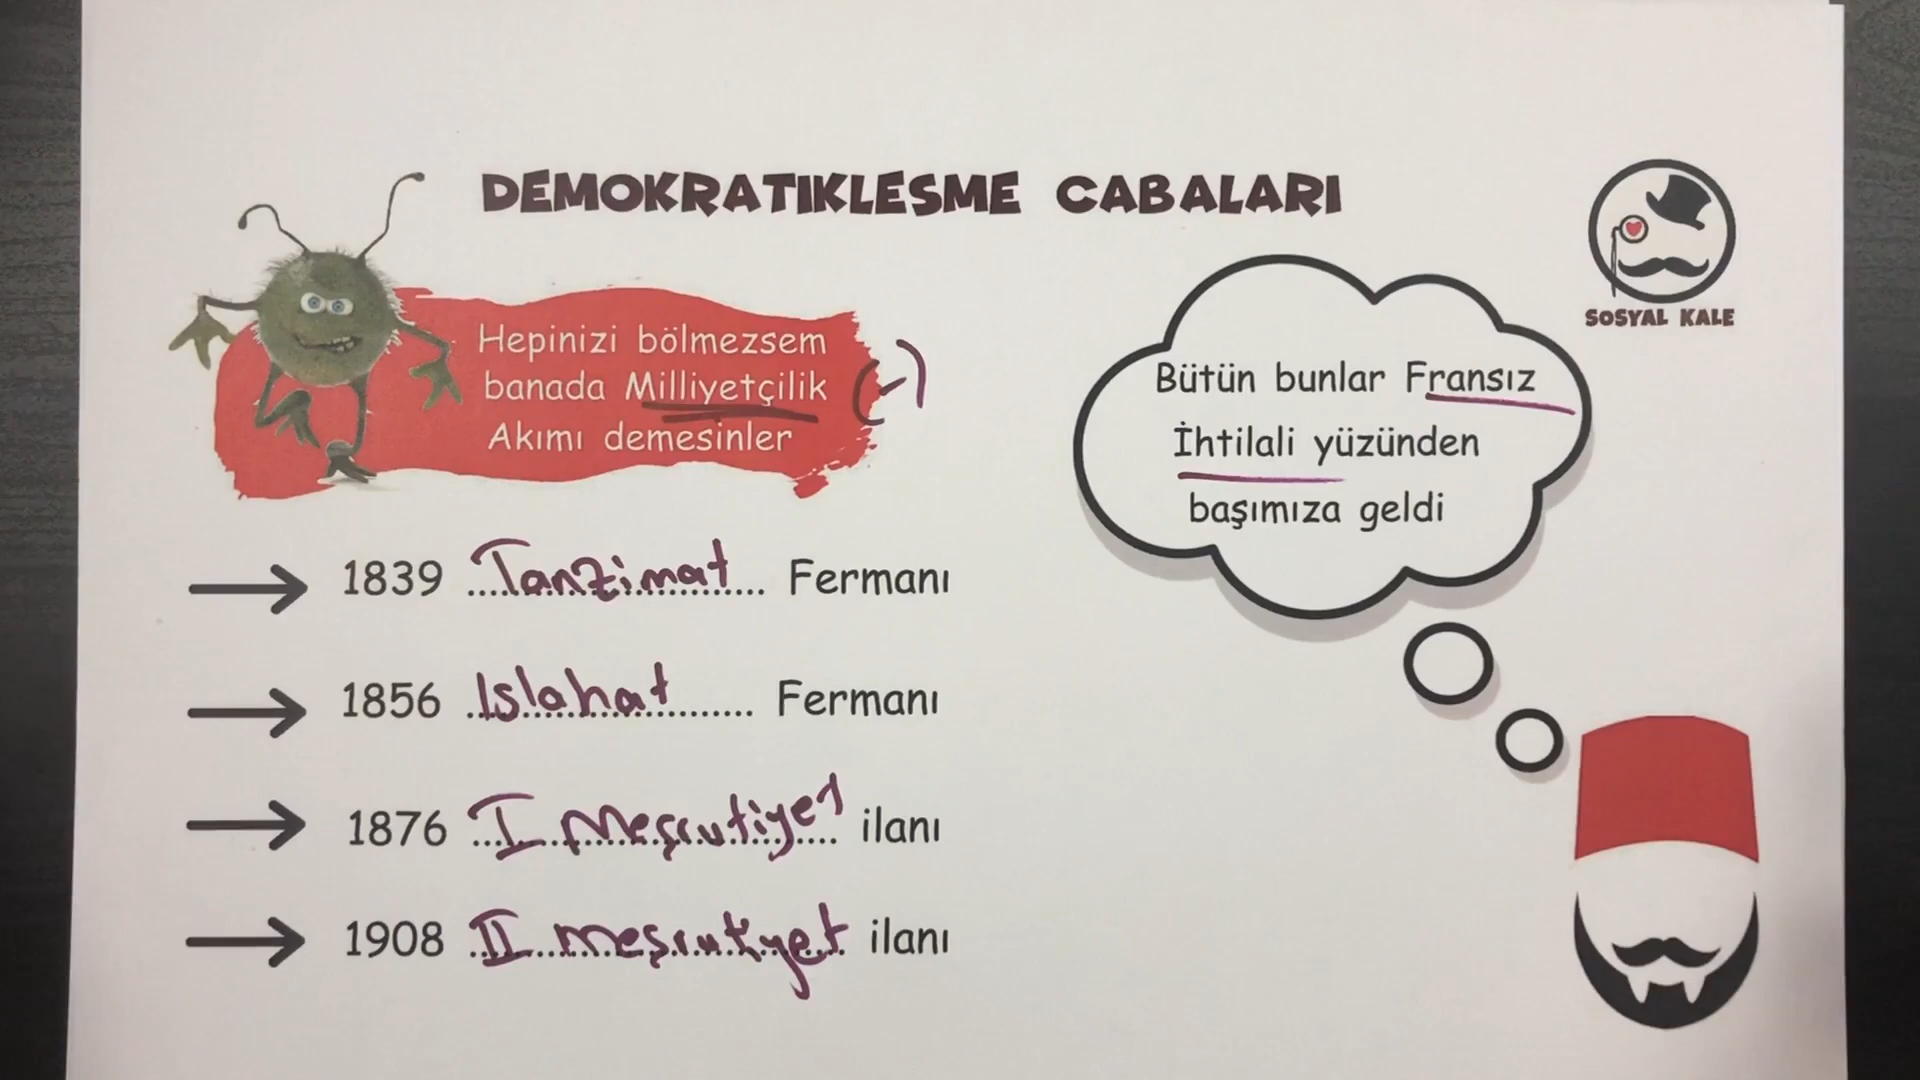 DEMOKRATIKLESME CABALARI
SOSYAL KALE
Hepinizi bölmezsem
banada Milliyetçilik (-)
Akımı demesinler
Bütün bunlar Fransız
İhtilali yüzünden
başımıza geldi
1839 Tanzimat Fermanı
1856 Islahat Fermanı
1876 I Meşrutiyet ilanı
1908 II meşrutiyet ilanı